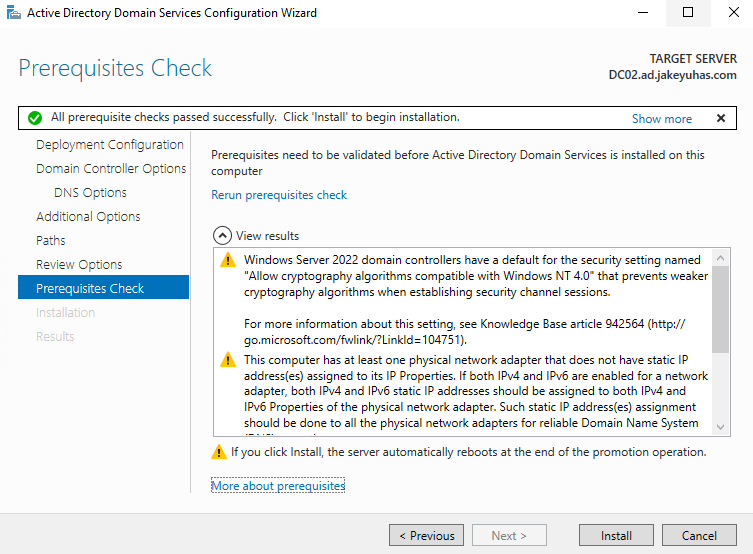 Active Directory Domain Services Configuration Wizard
Prerequisites Check
TARGET SERVER
DC02.ad.jakeyuhas.com
All prerequisite checks passed successfully. Click 'Install' to begin installation.
Show more
Deployment Configuration
Domain Controller Options
DNS Options
Additional Options
Paths
Review Options
Prerequisites Check
Installation
Results
Prerequisites need to be validated before Active Directory Domain Services is installed on this
computer
Rerun prerequisites check
View results
Windows Server 2022 domain controllers have a default for the security setting named
"Allow cryptography algorithms compatible with Windows NT 4.0" that prevents weaker
cryptography algorithms when establishing security channel sessions.
For more information about this setting, see Knowledge Base article 942564 (http://
go.microsoft.com/fwlink/?LinkId=104751).
This computer has at least one physical network adapter that does not have static IP
address(es) assigned to its IP Properties. If both IPv4 and IPv6 are enabled for a network
adapter, both IPv4 and IPv6 static IP addresses should be assigned to both IPv4 and
IPv6 Properties of the physical network adapter. Such static IP address(es) assignment
should be done to all the physical network adapters for reliable Domain Name System
If you click Install, the server automatically reboots at the end of the promotion operation.
More about prerequisites
< Previous
Next >
Install
Cancel